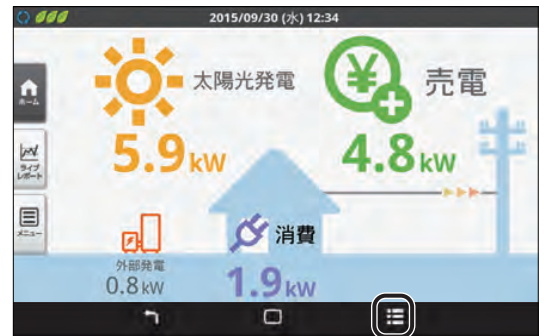 2015/09/30 (水) 12:34
ホーム
太陽光発電
売電
5.9kW
4.8kW
ライブ
レポート
メニュー
外部発電
0.8kW
消費
1.9kW